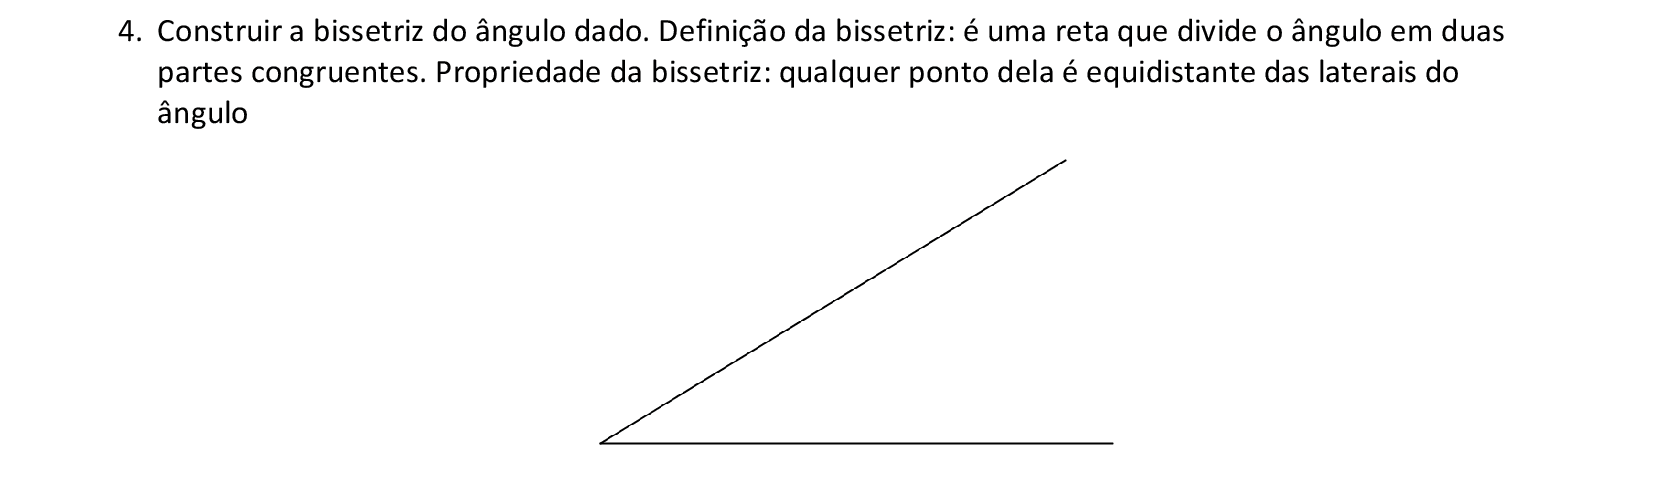 4. Construir a bissetriz do ângulo dado. Definição da bissetriz: é uma reta que divide o ângulo em duas
partes congruentes. Propriedade da bissetriz: qualquer ponto dela é equidistante das laterais do
ângulo